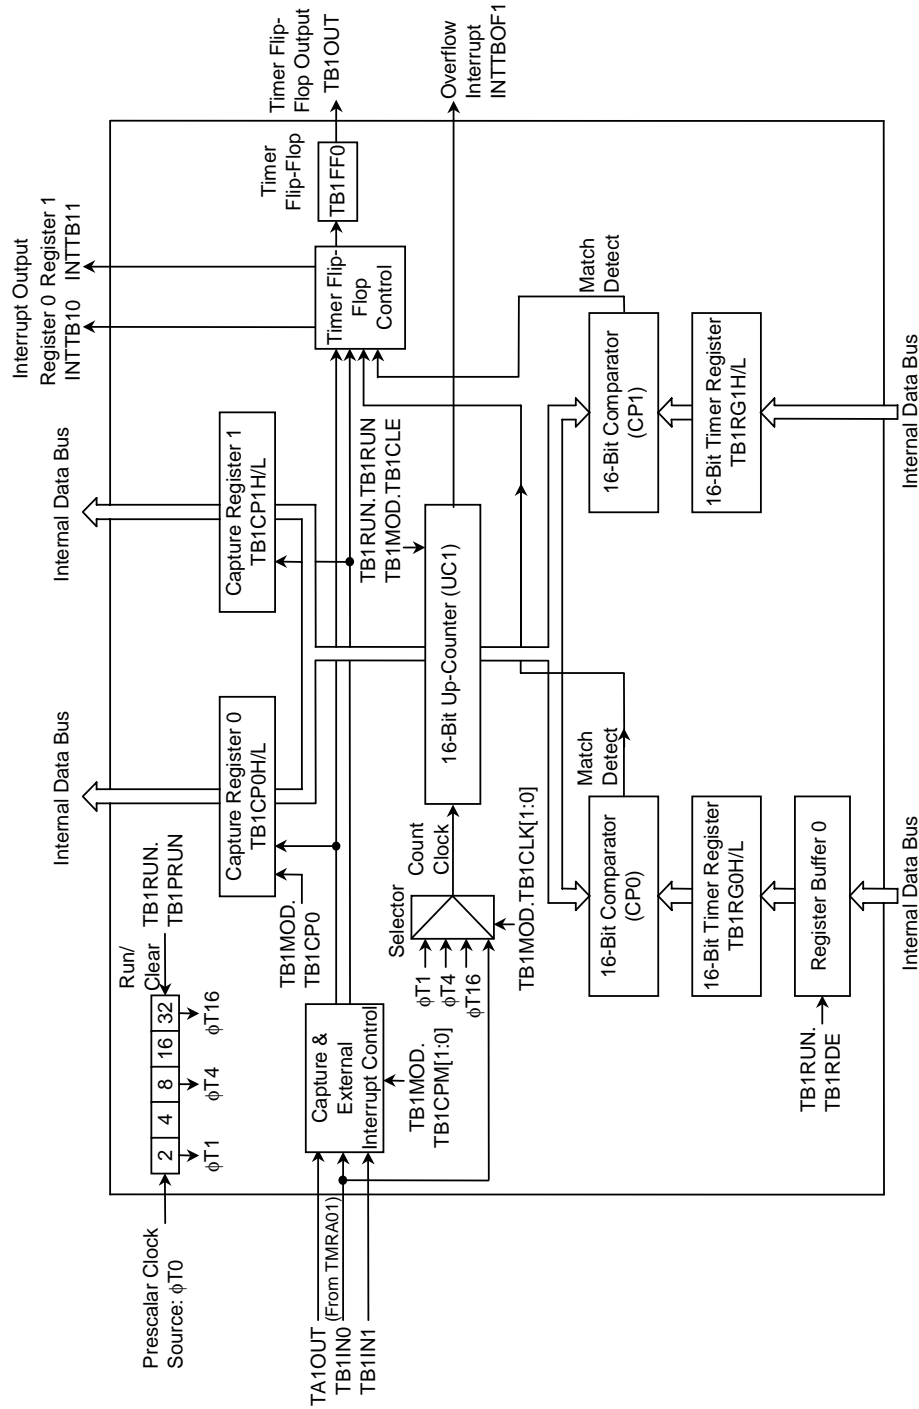 Prescalar Clock
Source: ϕT0
2
4
8
16
32
ϕT1
ϕT4
ϕT16
Run/
Clear
TB1RUN.
TB1PRUN
Internal Data Bus
Internal Data Bus
Interrupt Output
Register 0
Register 1
INTTB10
INTTB11
TA1OUT
(From TMRA01)
TB1IN0
TB1IN1
Capture &
External
Interrupt Control
TB1MOD.
TB1CPM[1:0]
TB1MOD.
TB1CP0
Capture Register 0
TB1CP0H/L
Capture Register 1
TB1CP1H/L
Timer Flip-
Flop
Control
Timer
Flip-Flop
TB1FF0
Timer Flip-
Flop Output
TB1OUT
Selector
ϕT1
ϕT4
ϕT16
Count
Clock
TB1MOD.TB1CLK[1:0]
TB1RUN.TB1RUN
TB1MOD.TB1CLE
16-Bit Up-Counter (UC1)
Overflow
Interrupt
INTTBOF1
Match
Detect
Match
Detect
16-Bit Comparator
(CP0)
16-Bit Comparator
(CP1)
16-Bit Timer Register
TB1RG0H/L
16-Bit Timer Register
TB1RG1H/L
Register Buffer 0
TB1RUN.
TB1RDE
Internal Data Bus
Internal Data Bus